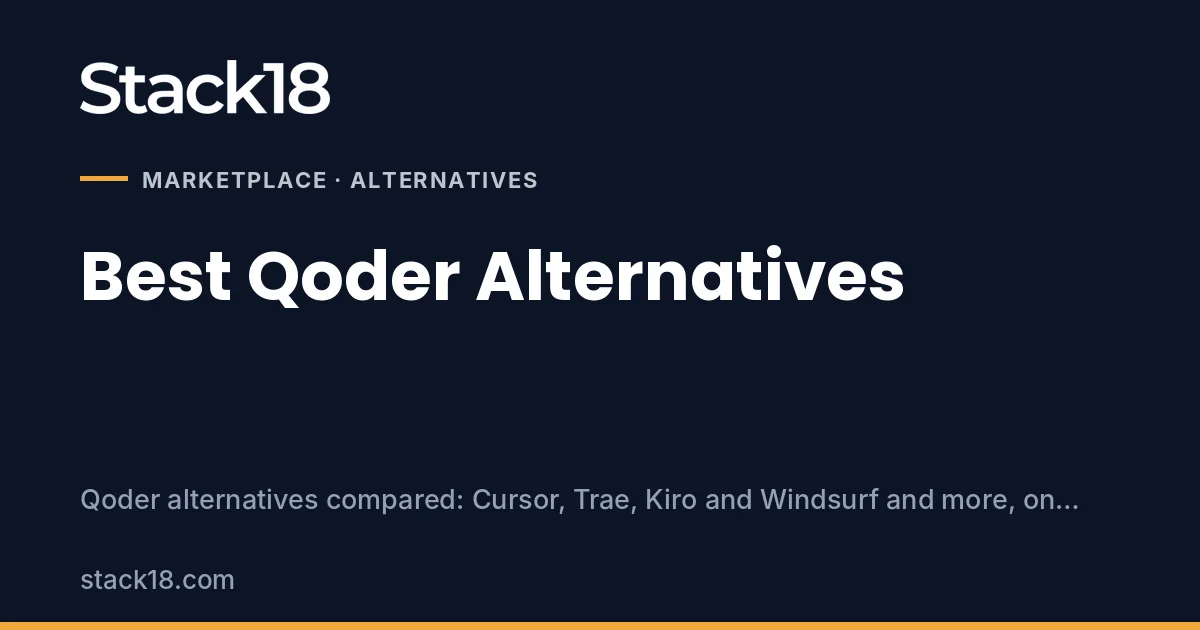 Stack18
MARKETPLACE · ALTERNATIVES
Best Qoder Alternatives
Qoder alternatives compared: Cursor, Trae, Kiro and Windsurf and more, on...
stack18.com